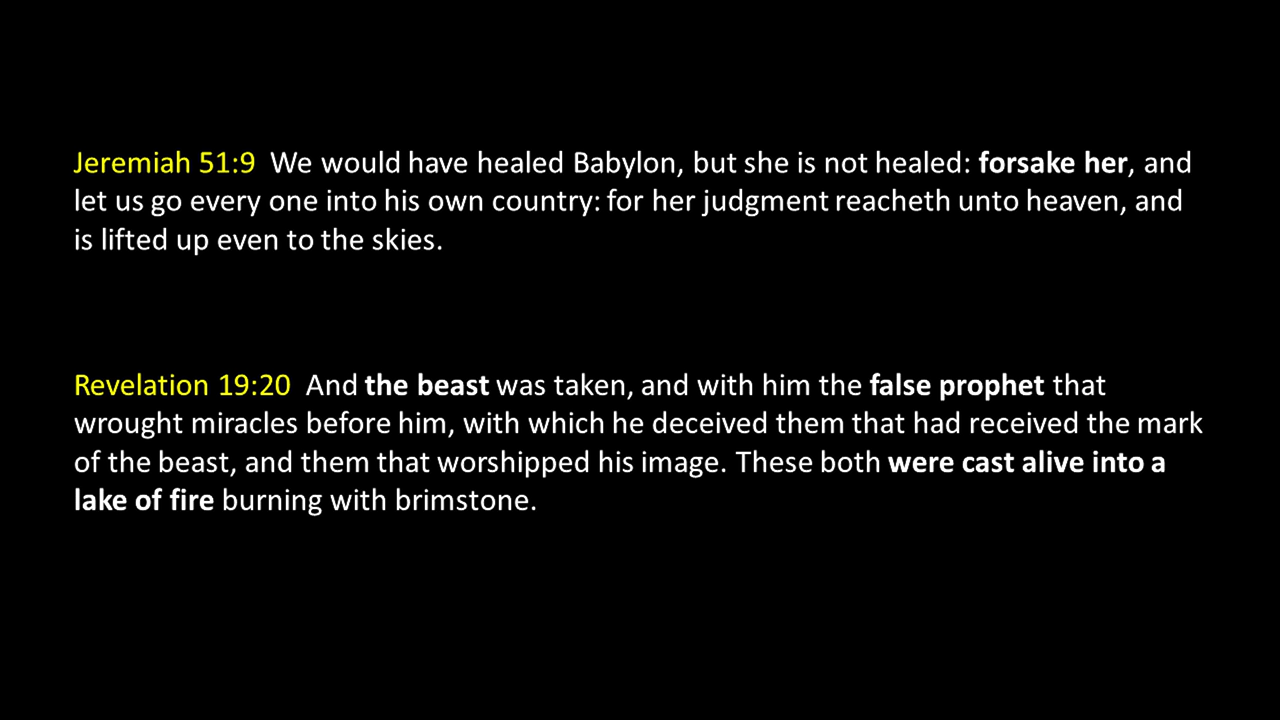 Jeremiah 51:9  We would have healed Babylon, but she is not healed: forsake her, and
let us go every one into his own country: for her judgment reacheth unto heaven, and
is lifted up even to the skies.
Revelation 19:20  And the beast was taken, and with him the false prophet that
wrought miracles before him, with which he deceived them that had received the mark
of the beast, and them that worshipped his image. These both were cast alive into a
lake of fire burning with brimstone.